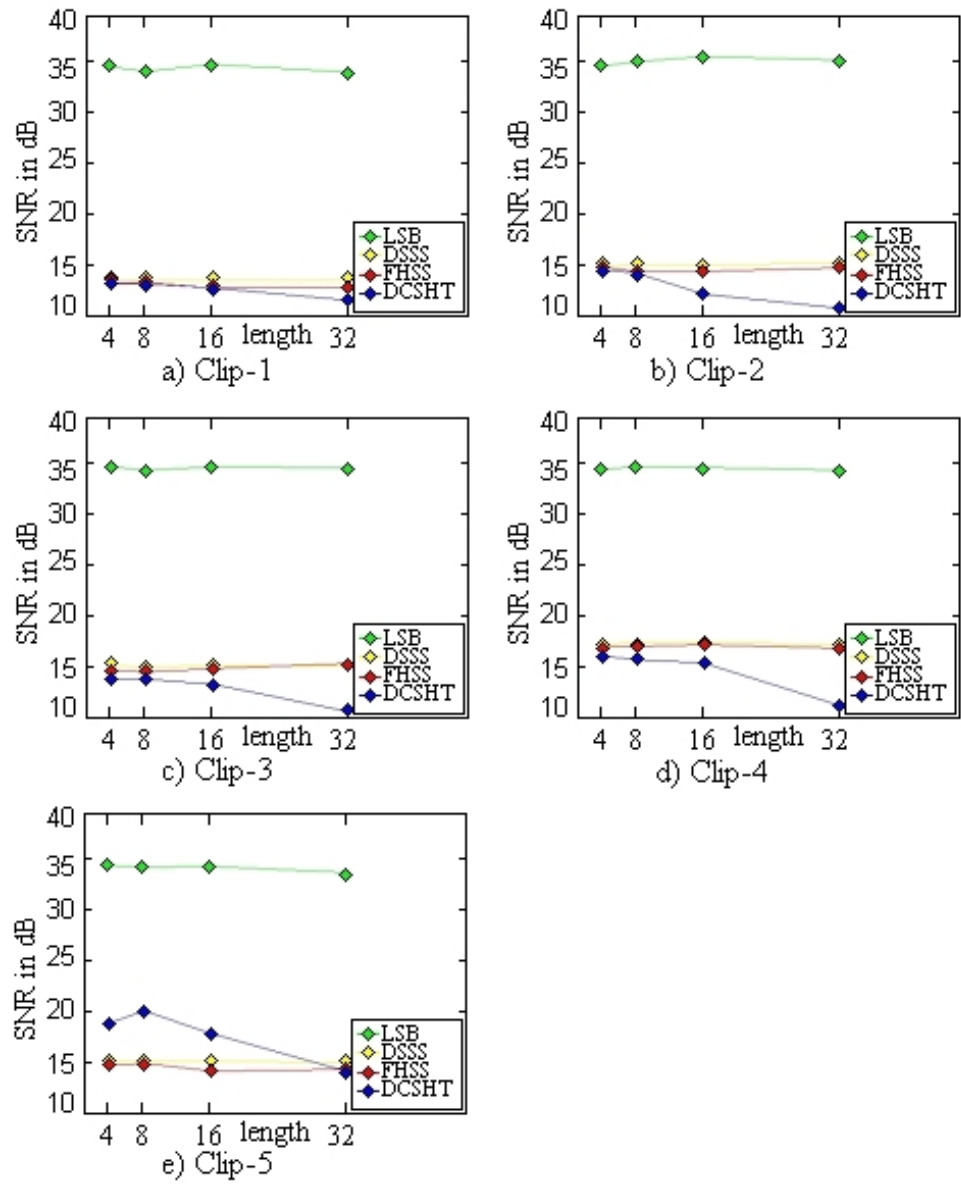 40
35
30
25
20
15
10
SNR in dB
LSB
DSSS
FHSS
DCSHT
4 8 16 length 32
a) Clip-1
40
35
30
25
20
15
10
SNR in dB
LSB
DSSS
FHSS
DCSHT
4 8 16 length 32
b) Clip-2
40
35
30
25
20
15
10
SNR in dB
LSB
DSSS
FHSS
DCSHT
4 8 16 length 32
c) Clip-3
40
35
30
25
20
15
10
SNR in dB
LSB
DSSS
FHSS
DCSHT
4 8 16 length 32
d) Clip-4
40
35
30
25
20
15
10
SNR in dB
LSB
DSSS
FHSS
DCSHT
4 8 16 length 32
e) Clip-5